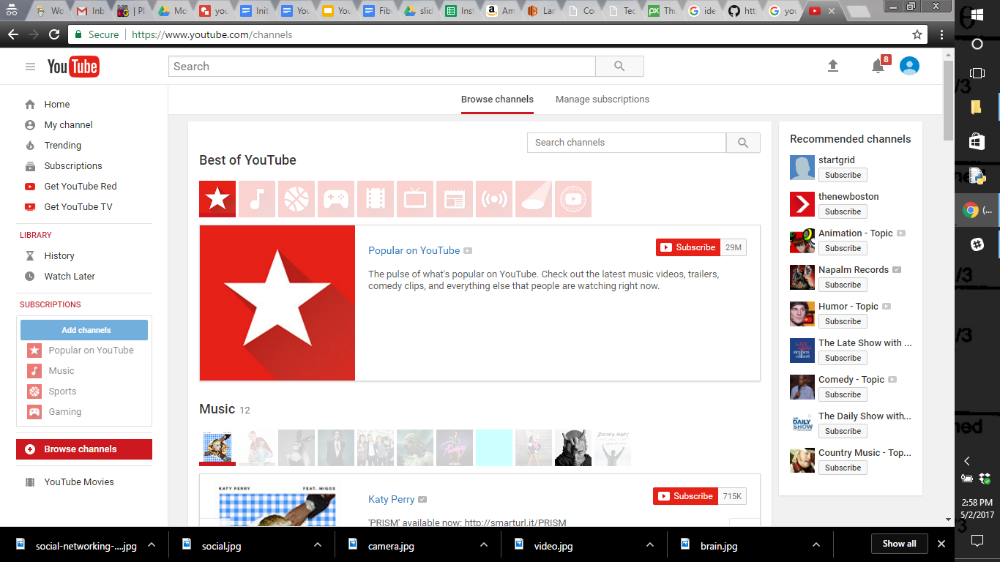 Wo
Inb
| Pl
Mo
you
Init
You
You
Fib
slid
Inst
Am
Lar
Co
Tec
Thu
ide
htt
you
Secure
https://www.youtube.com/channels
YouTube
Search
8
Home
My channel
Trending
Subscriptions
Get YouTube Red
Get YouTube TV
LIBRARY
History
Watch Later
SUBSCRIPTIONS
Add channels
Popular on YouTube
Music
Sports
Gaming
Browse channels
YouTube Movies
Browse channels
Manage subscriptions
Search channels
Best of YouTube
Popular on YouTube
Subscribe 29M
The pulse of what's popular on YouTube. Check out the latest music videos, trailers,
comedy clips, and everything else that people are watching right now.
Music 12
BRUNO MARS
KATY PERRY FEAT. MIGOS
Katy Perry
Subscribe 715K
'PRISM' available now: http://smarturl.it/PRISM
Recommended channels
startgrid
Subscribe
thenewboston
Subscribe
Animation - Topic
Subscribe
Napalm Records
Subscribe
Humor - Topic
Subscribe
The Late Show with ...
Subscribe
Comedy - Topic
Subscribe
The Daily Show with...
Subscribe
Country Music - Top...
Subscribe
social-networking-....jpg
social.jpg
camera.jpg
video.jpg
brain.jpg
Show all
(...
2:58 PM
5/2/2017